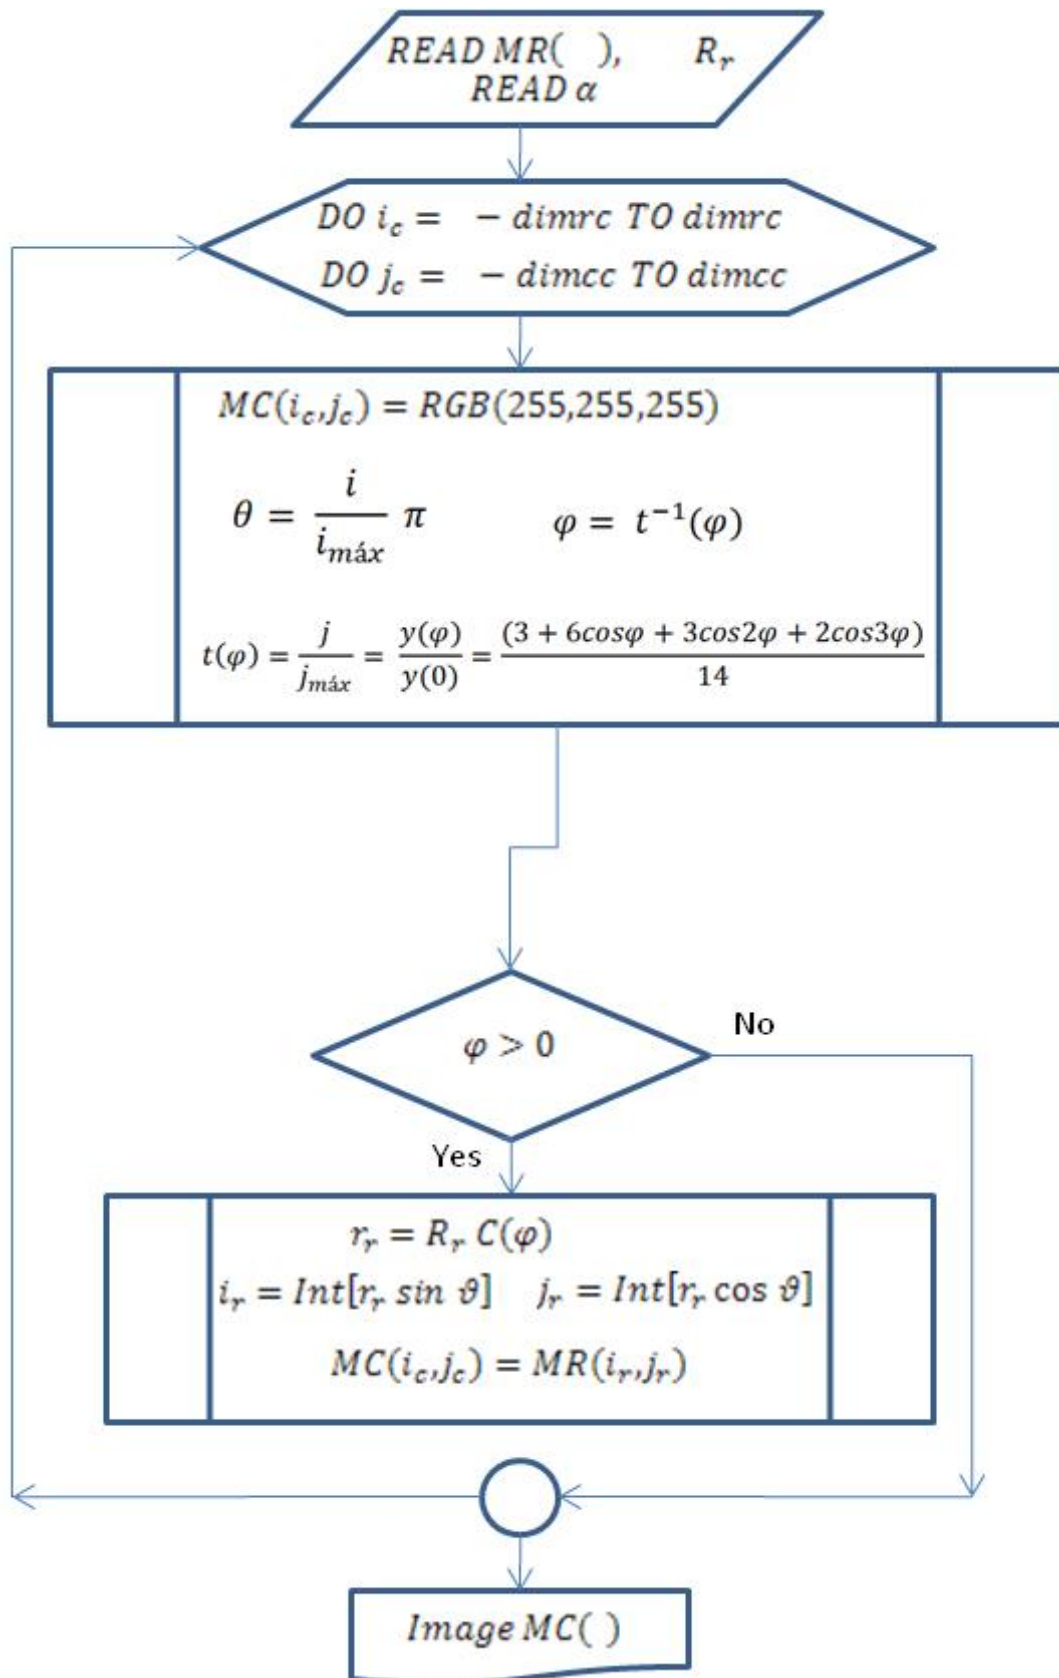 READ MR( ), R_r
READ α
DO i_c = − dimrc TO dimrc
DO j_c = − dimcc TO dimcc
MC(i_c,j_c) = RGB(255,255,255)
θ = i / i_máx π φ = t⁻¹(φ)
t(φ) = j / j_máx = y(φ) / y(0) = (3 + 6cosφ + 3cos2φ + 2cos3φ) / 14
φ > 0
No
Yes
r_r = R_r C(φ)
i_r = Int[r_r sin ϑ] j_r = Int[r_r cos ϑ]
MC(i_c,j_c) = MR(i_r,j_r)
Image MC( )